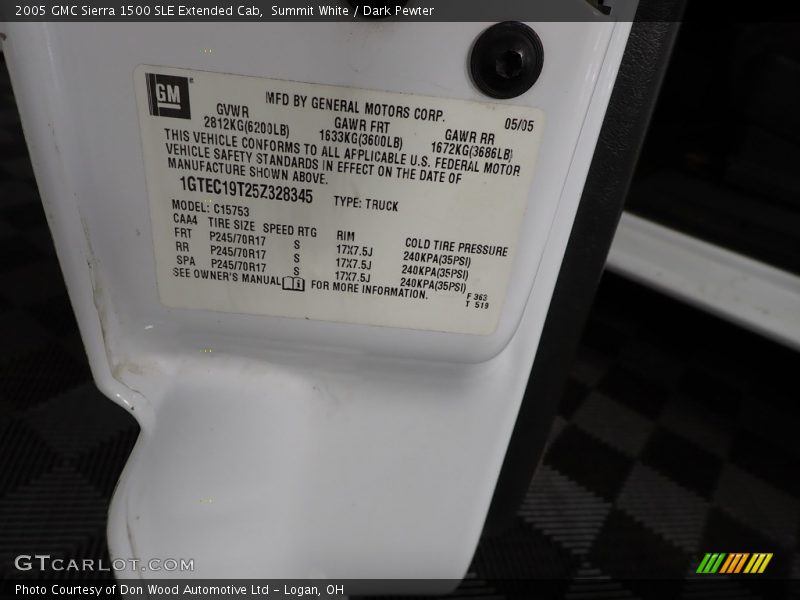 2005 GMC Sierra 1500 SLE Extended Cab, Summit White / Dark Pewter
GM
MFD BY GENERAL MOTORS CORP. 05/05
GVWR GAWR FRT GAWR RR
2812KG(6200LB) 1633KG(3600LB) 1672KG(3686LB)
THIS VEHICLE CONFORMS TO ALL APPLICABLE U.S. FEDERAL MOTOR
VEHICLE SAFETY STANDARDS IN EFFECT ON THE DATE OF
MANUFACTURE SHOWN ABOVE.
1GTEC19T25Z328345 TYPE: TRUCK
MODEL: C15753
CAA4 TIRE SIZE SPEED RTG RIM COLD TIRE PRESSURE
FRT P245/70R17 S 17X7.5J 240KPA(35PSI)
RR P245/70R17 S 17X7.5J 240KPA(35PSI)
SPA P245/70R17 S 17X7.5J 240KPA(35PSI)
SEE OWNER'S MANUAL FOR MORE INFORMATION.
F 363
T 519
GTCARLOT.COM
Photo Courtesy of Don Wood Automotive Ltd - Logan, OH